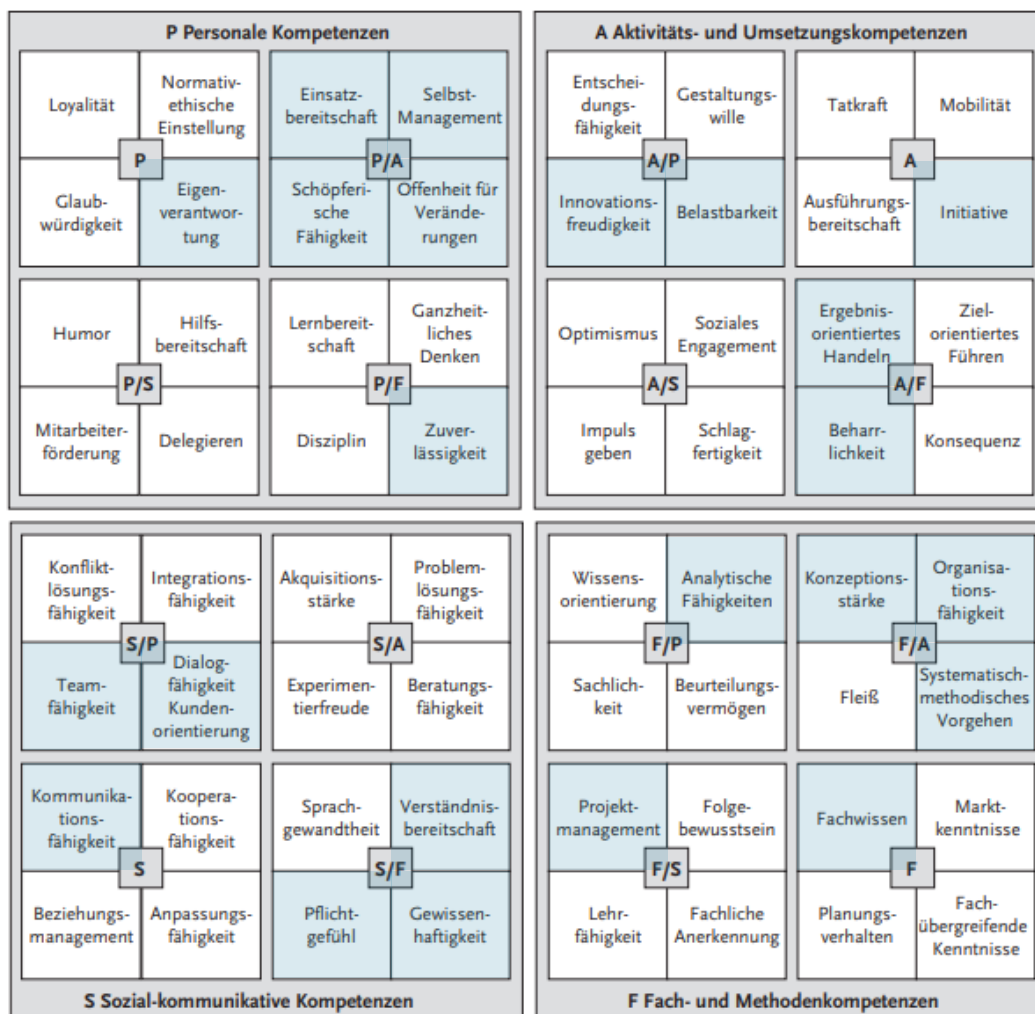 P Personale Kompetenzen
Loyalität
Normativ-
ethische
Einstellung
P
Glaub-
würdigkeit
Eigen-
verantwor-
tung
Einsatz-
bereitschaft
Selbst-
Management
P/A
Schöpferi-
sche
Fähigkeit
Offenheit für
Verände-
rungen
Humor
Hilfs-
bereitschaft
P/S
Mitarbeiter-
förderung
Delegieren
Lernbereit-
schaft
Ganzheit-
liches
Denken
P/F
Disziplin
Zuver-
lässigkeit
A Aktivitäts- und Umsetzungskompetenzen
Entschei-
dungs-
fähigkeit
Gestaltungs-
wille
A/P
Innovations-
freudigkeit
Belastbarkeit
Tatkraft
Mobilität
A
Ausführungs-
bereitschaft
Initiative
Optimismus
Soziales
Engagement
A/S
Impuls
geben
Schlag-
fertigkeit
Ergebnis-
orientiertes
Handeln
Ziel-
orientiertes
Führen
A/F
Beharr-
lichkeit
Konsequenz
Konflikt-
lösungs-
fähigkeit
Integrations-
fähigkeit
S/P
Team-
fähigkeit
Dialog-
fähigkeit
Kunden-
orientierung
Akquisitions-
stärke
Problem-
lösungs-
fähigkeit
S/A
Experimen-
tierfreude
Beratungs-
fähigkeit
Kommunika-
tions-
fähigkeit
Koopera-
tions-
fähigkeit
S
Beziehungs-
management
Anpassungs-
fähigkeit
Sprach-
gewandtheit
Verständnis-
bereitschaft
S/F
Pflicht-
gefühl
Gewissen-
haftigkeit
S Sozial-kommunikative Kompetenzen
Wissens-
orientierung
Analytische
Fähigkeiten
F/P
Sachlich-
keit
Beurteilungs-
vermögen
Konzeptions-
stärke
Organisa-
tions-
fähigkeit
F/A
Fleiß
Systematisch-
methodisches
Vorgehen
Projekt-
management
Folge-
bewusstsein
F/S
Lehr-
fähigkeit
Fachliche
Anerkennung
Fachwissen
Markt-
kenntnisse
F
Planungs-
verhalten
Fach-
übergreifende
Kenntnisse
F Fach- und Methodenkompetenzen